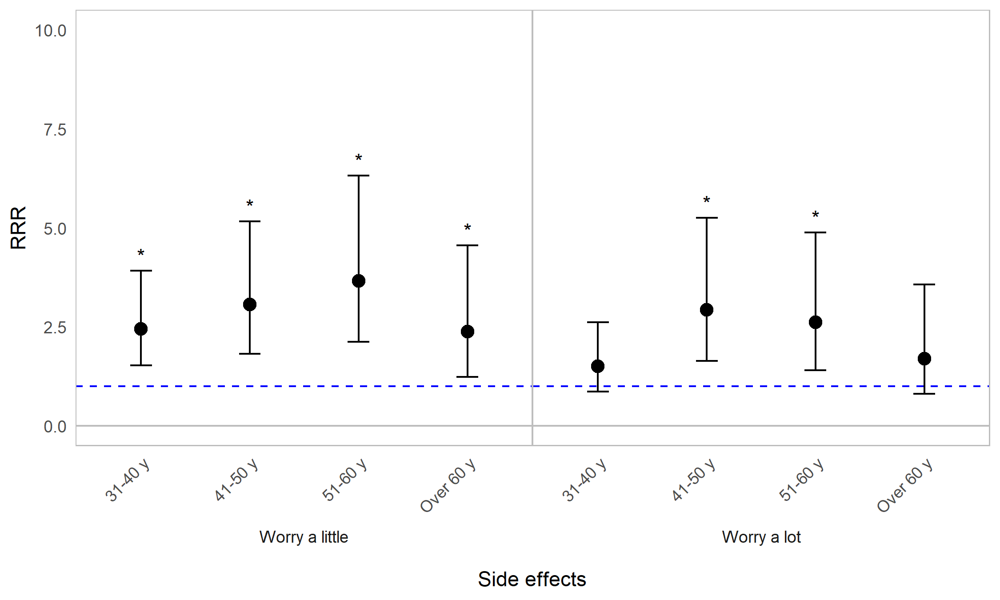 10.0
7.5
5.0
2.5
0.0
RRR
*
*
*
*
*
*
31-40 y
41-50 y
51-60 y
Over 60 y
31-40 y
41-50 y
51-60 y
Over 60 y
Worry a little
Worry a lot
Side effects